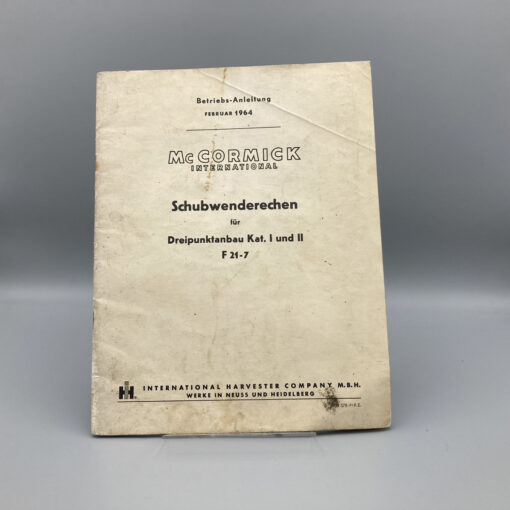 Betriebs-Anleitung
FEBRUAR 1964
McCORMICK
INTERNATIONAL
Schubwenderechen
für
Dreipunktanbau Kat. I und II
F 21-7
INTERNATIONAL HARVESTER COMPANY M.B.H.
WERKE IN NEUSS UND HEIDELBERG